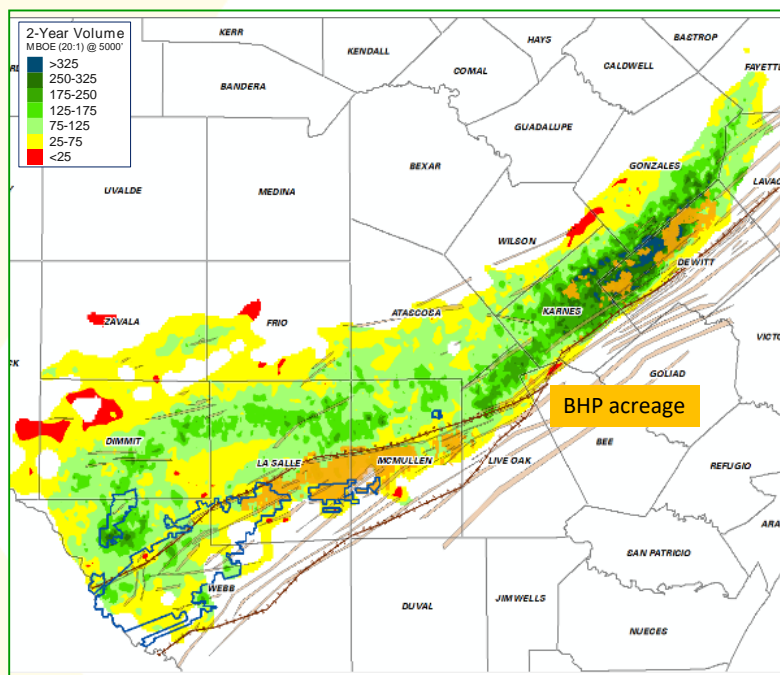 2-Year Volume
MBOE (20:1) @ 5000'
>325
250-325
175-250
125-175
75-125
25-75
<25
KERR
KENDALL
HAYS
BASTROP
COMAL
CALDWELL
FAYETTE
BANDERA
GUADALUPE
BEXAR
GONZALES
UVALDE
MEDINA
LAVAC
WILSON
DEWITT
ZAVALA
FRIO
ATASCOSA
KARNES
VICTO
GOLIAD
BHP acreage
DIMMIT
BEE
LA SALLE
MCMULLEN
LIVE OAK
REFUGIO
ARA
SAN PATRICIO
WEBB
DUVAL
JIM WELLS
NUECES